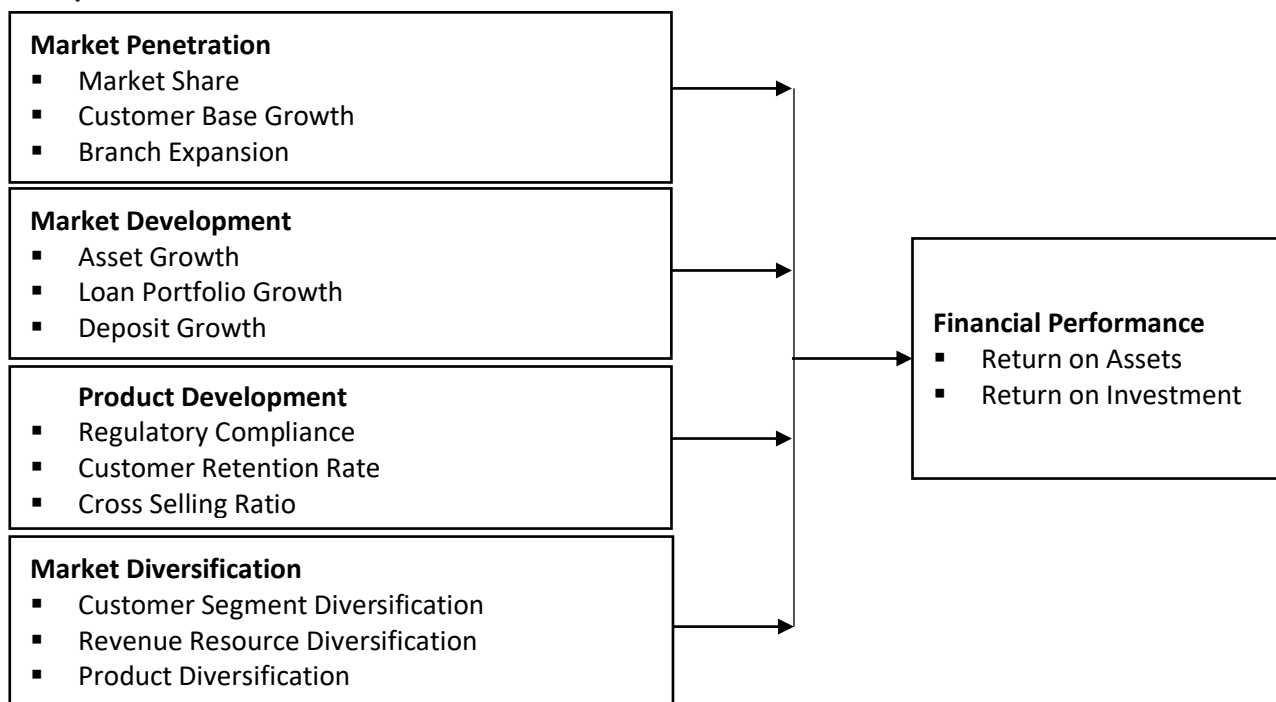 Market Penetration
▪ Market Share
▪ Customer Base Growth
▪ Branch Expansion
Market Development
▪ Asset Growth
▪ Loan Portfolio Growth
▪ Deposit Growth
Product Development
▪ Regulatory Compliance
▪ Customer Retention Rate
▪ Cross Selling Ratio
Market Diversification
▪ Customer Segment Diversification
▪ Revenue Resource Diversification
▪ Product Diversification
Financial Performance
▪ Return on Assets
▪ Return on Investment